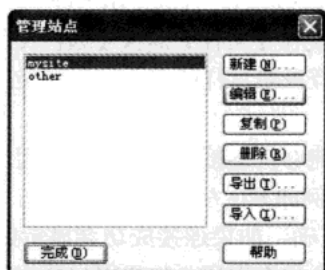 管理站点
mysite
other
新建(N)...
编辑(E)...
复制(P)
删除(R)
导出(T)...
导入(I)...
完成(D)
帮助